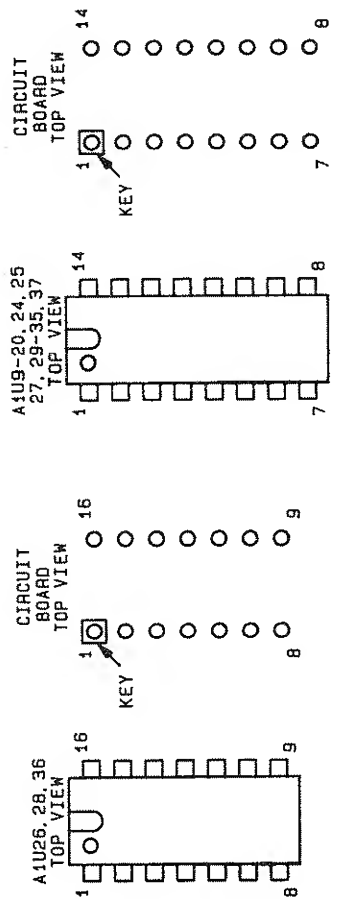 A1U26, 28, 36
TOP VIEW
1
16
8
9
CIRCUIT
BOARD
TOP VIEW
1
16
KEY
8
9
A1U9-20, 24, 25
27, 29-35, 37
TOP VIEW
1
14
7
8
CIRCUIT
BOARD
TOP VIEW
1
14
KEY
7
8